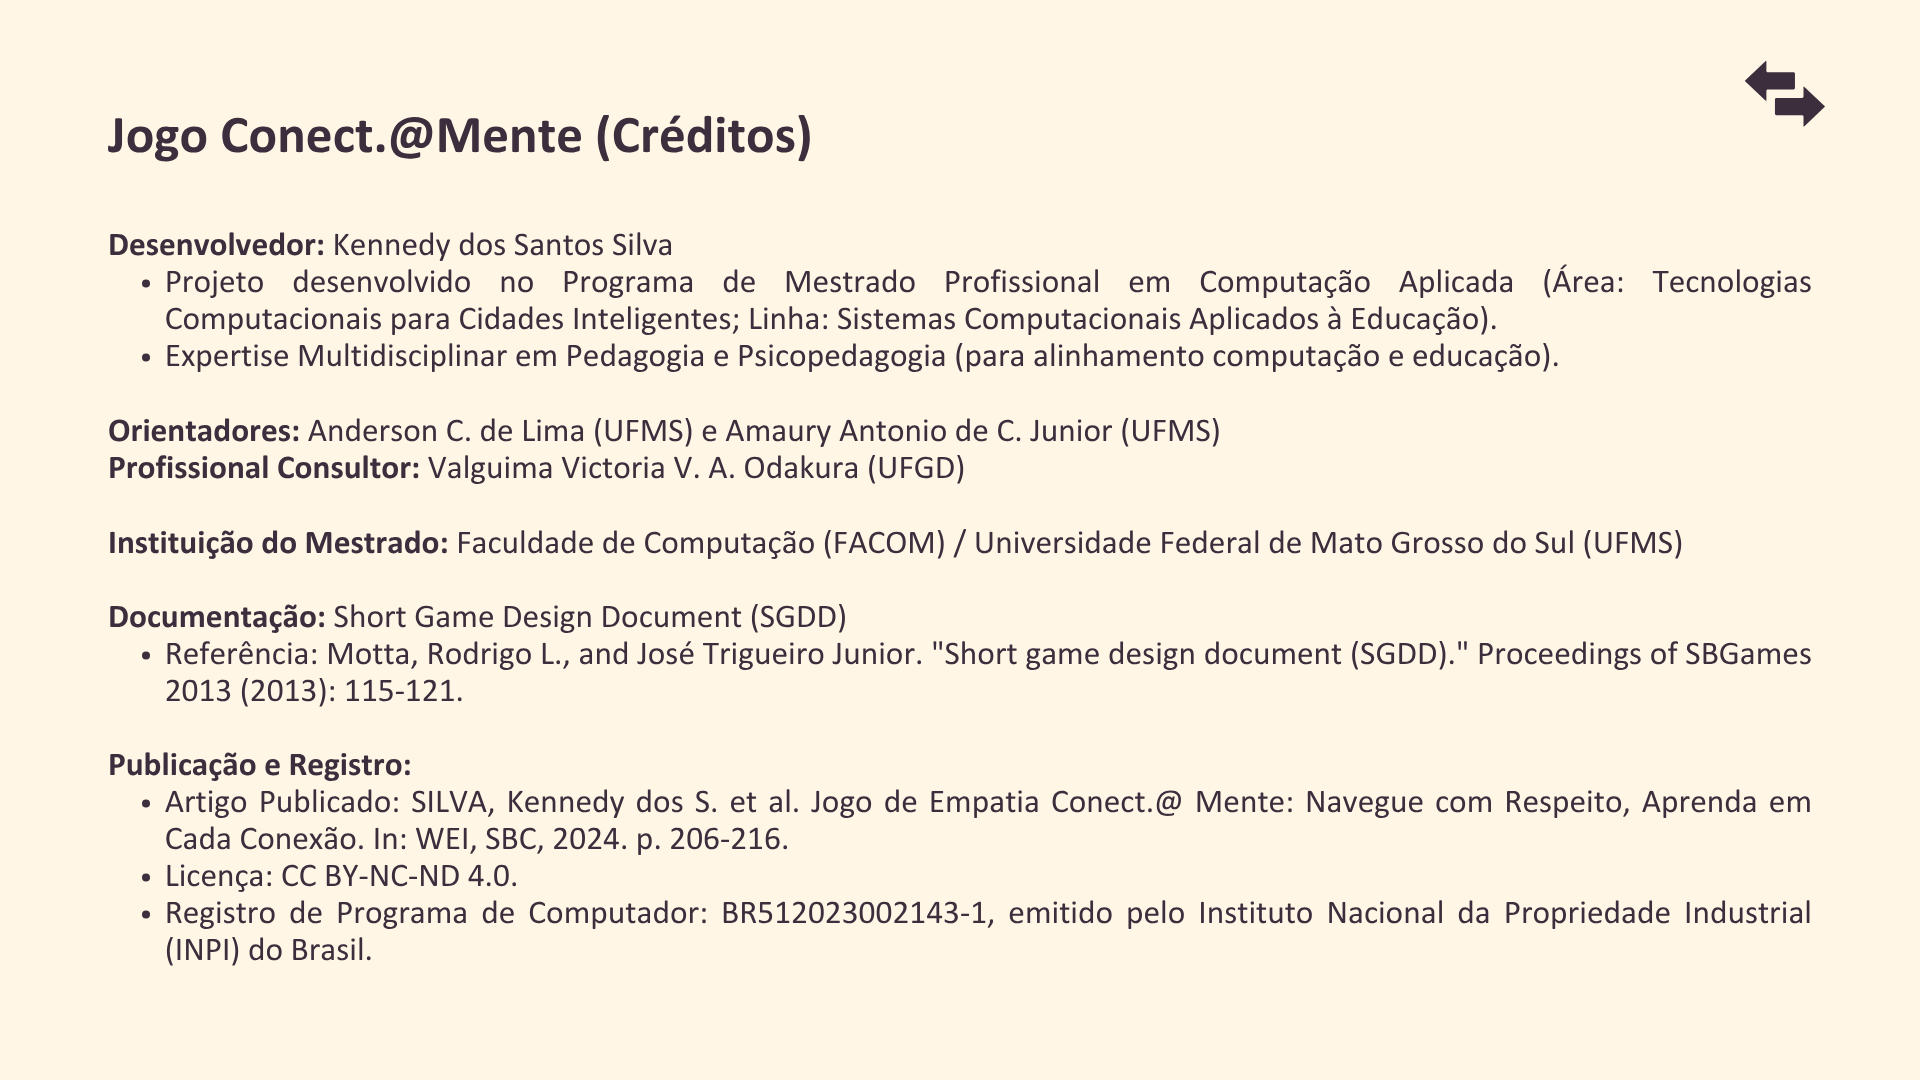 Jogo Conect.@Mente (Créditos)
Desenvolvedor: Kennedy dos Santos Silva
• Projeto desenvolvido no Programa de Mestrado Profissional em Computação Aplicada (Área: Tecnologias
Computacionais para Cidades Inteligentes; Linha: Sistemas Computacionais Aplicados à Educação).
• Expertise Multidisciplinar em Pedagogia e Psicopedagogia (para alinhamento computação e educação).
Orientadores: Anderson C. de Lima (UFMS) e Amaury Antonio de C. Junior (UFMS)
Profissional Consultor: Valguima Victoria V. A. Odakura (UFGD)
Instituição do Mestrado: Faculdade de Computação (FACOM) / Universidade Federal de Mato Grosso do Sul (UFMS)
Documentação: Short Game Design Document (SGDD)
• Referência: Motta, Rodrigo L., and José Trigueiro Junior. "Short game design document (SGDD)." Proceedings of SBGames
2013 (2013): 115-121.
Publicação e Registro:
• Artigo Publicado: SILVA, Kennedy dos S. et al. Jogo de Empatia Conect.@ Mente: Navegue com Respeito, Aprenda em
Cada Conexão. In: WEI, SBC, 2024. p. 206-216.
• Licença: CC BY-NC-ND 4.0.
• Registro de Programa de Computador: BR512023002143-1, emitido pelo Instituto Nacional da Propriedade Industrial
(INPI) do Brasil.